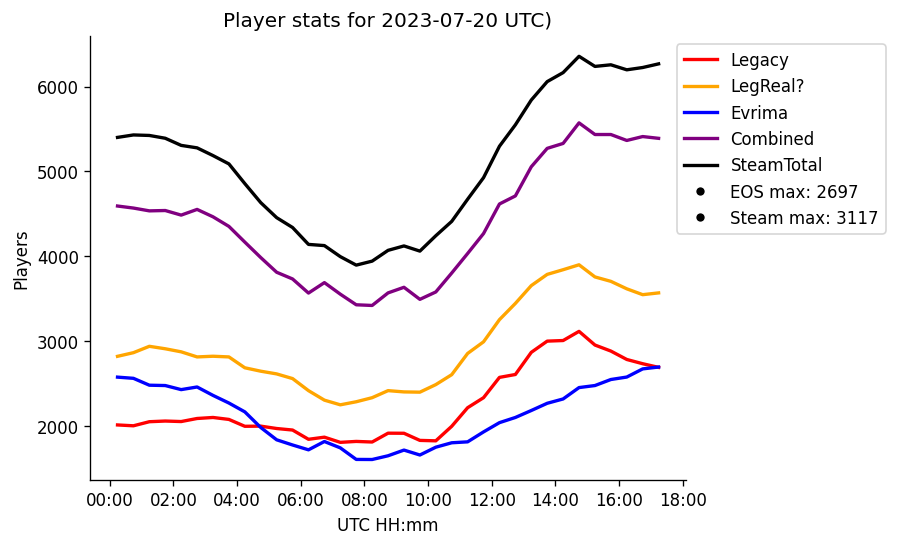 Player stats for 2023-07-20 UTC)
Legacy
LegReal?
Evrima
Combined
SteamTotal
EOS max: 2697
Steam max: 3117
Players
6000
5000
4000
3000
2000
00:00 02:00 04:00 06:00 08:00 10:00 12:00 14:00 16:00 18:00
UTC HH:mm